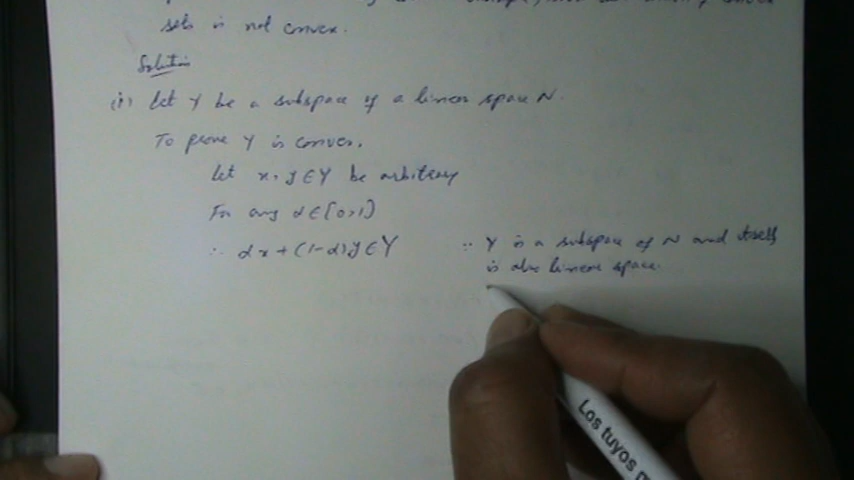 sets is not convex.
Solution
(i) Let Y be a subspace of a linear space N.
To prove Y is convex.
Let x, y ∈ Y be arbitrary
For any α ∈ [0,1]
∴ αx + (1-α)y ∈ Y
∵ Y is a subspace of N and itself
is also linear space.
Los tuyos